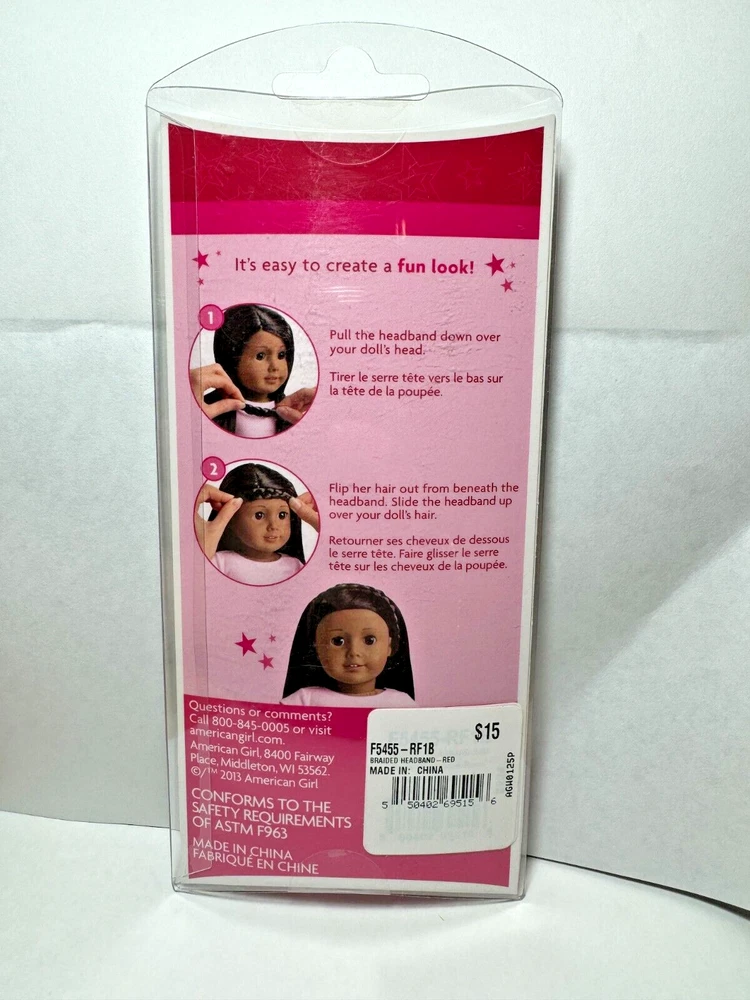 It's easy to create a fun look!
1
Pull the headband down over
your doll's head.
Tirer le serre tête vers le bas sur
la tête de la poupée.
2
Flip her hair out from beneath the
headband. Slide the headband up
over your doll's hair.
Retourner ses cheveux de dessous
le serre tête. Faire glisser le serre
tête sur les cheveux de la poupée.
Questions or comments?
Call 800-845-0005 or visit
americangirl.com.
American Girl, 8400 Fairway
Place, Middleton, WI 53562.
©/™ 2013 American Girl
CONFORMS TO THE
SAFETY REQUIREMENTS
OF ASTM F963
MADE IN CHINA
FABRIQUÉ EN CHINE
$15
F5455-RF1B
BRAIDED HEADBAND-RED
MADE IN: CHINA
5 50402 69515 6
AGW0125P